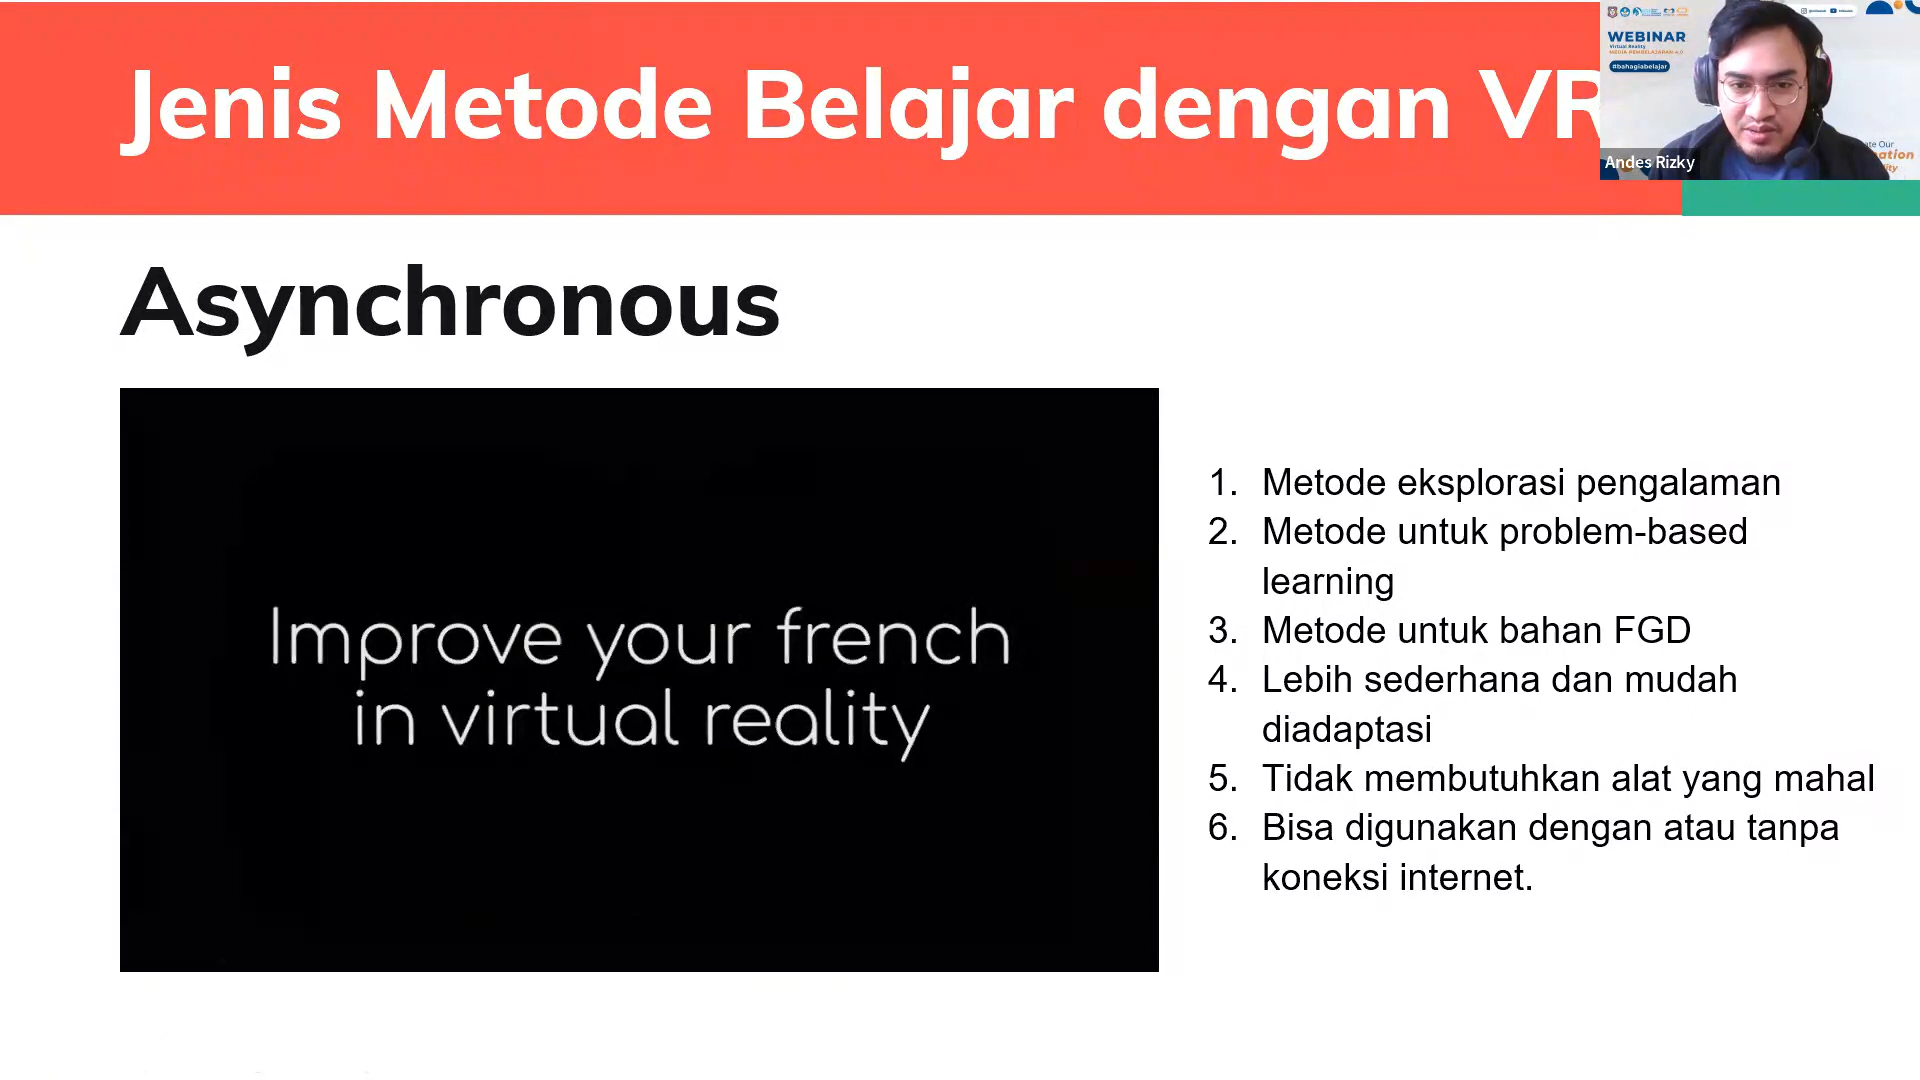 Jenis Metode Belajar dengan VR
WEBINAR
Virtual Reality
MEDIA PEMBELAJARAN 4.0
#bahagiabelajar
Andes Rizky
Asynchronous
Improve your french
in virtual reality
1. Metode eksplorasi pengalaman
2. Metode untuk problem-based
learning
3. Metode untuk bahan FGD
4. Lebih sederhana dan mudah
diadaptasi
5. Tidak membutuhkan alat yang mahal
6. Bisa digunakan dengan atau tanpa
koneksi internet.